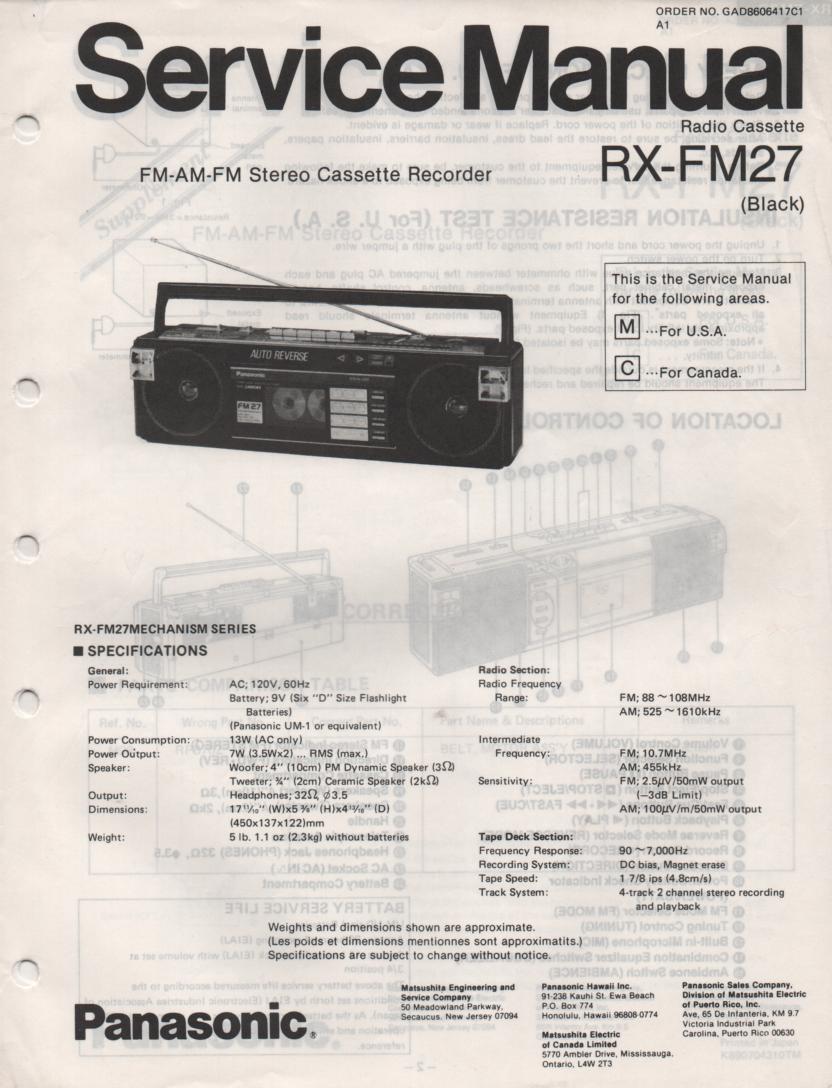 ORDER NO. GAD8606417C1
A1
Service Manual
Radio Cassette
RX-FM27
(Black)
FM-AM-FM Stereo Cassette Recorder
Supplement
This is the Service Manual
for the following areas.
M ...For U.S.A.
C ...For Canada.
AUTO REVERSE
Panasonic
FM 27
RX-FM27MECHANISM SERIES
■ SPECIFICATIONS
General:
Power Requirement: AC; 120V, 60Hz
Battery; 9V (Six "D" Size Flashlight
Batteries)
(Panasonic UM-1 or equivalent)
Power Consumption: 13W (AC only)
Power Output: 7W (3.5Wx2) ... RMS (max.)
Speaker: Woofer; 4" (10cm) PM Dynamic Speaker (3Ω)
Tweeter; ¾" (2cm) Ceramic Speaker (2kΩ)
Output: Headphones; 32Ω, ∅3.5
Dimensions: 17 11/16" (W)x5 ⅜" (H)x4 13/16" (D)
(450x137x122)mm
Weight: 5 lb. 1.1 oz (2.3kg) without batteries
Radio Section:
Radio Frequency
Range: FM; 88 ~ 108MHz
AM; 525 ~ 1610kHz
Intermediate
Frequency: FM; 10.7MHz
AM; 455kHz
Sensitivity: FM; 2.5μV/50mW output
(−3dB Limit)
AM; 100μV/m/50mW output
Tape Deck Section:
Frequency Response: 90 ~ 7,000Hz
Recording System: DC bias, Magnet erase
Tape Speed: 1 7/8 ips (4.8cm/s)
Track System: 4-track 2 channel stereo recording
and playback
Weights and dimensions shown are approximate.
(Les poids et dimensions mentionnes sont approximatits.)
Specifications are subject to change without notice.
Panasonic®
Matsushita Engineering and
Service Company
50 Meadowland Parkway,
Secaucus, New Jersey 07094
Panasonic Hawaii Inc.
91-238 Kauhi St. Ewa Beach
P.O. Box 774
Honolulu, Hawaii 96808-0774
Matsushita Electric
of Canada Limited
5770 Ambler Drive, Mississauga,
Ontario, L4W 2T3
Panasonic Sales Company,
Division of Matsushita Electric
of Puerto Rico, Inc.
Ave, 65 De Infanteria, KM 9.7
Victoria Industrial Park
Carolina, Puerto Rico 00630